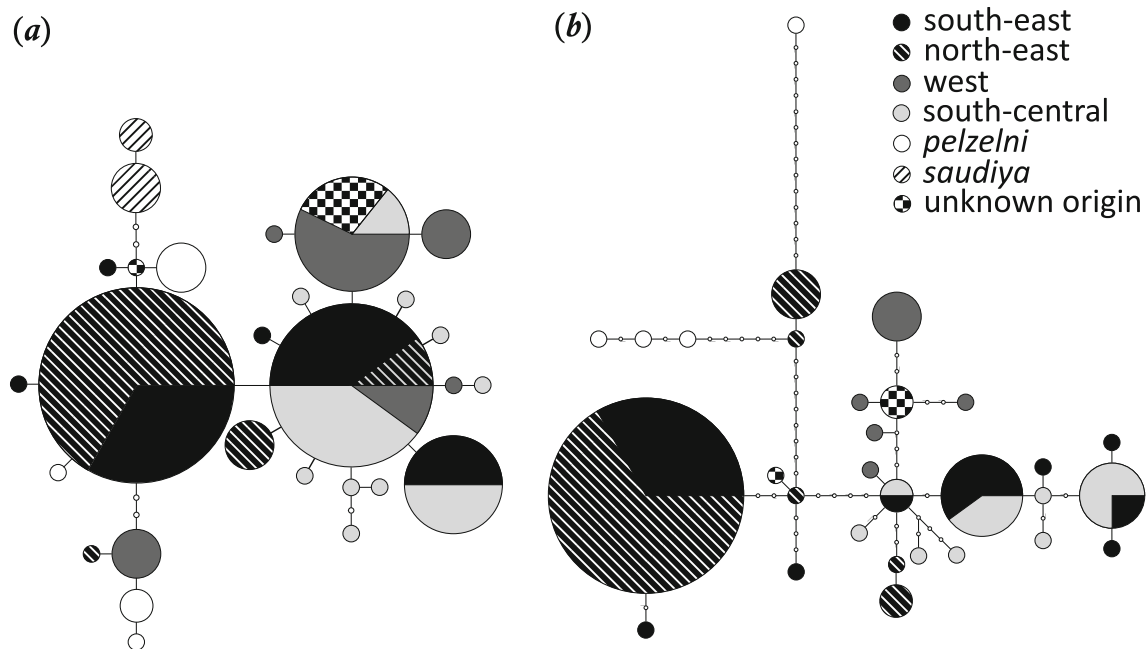 (a)
(b)
south-east
north-east
west
south-central
pelzelni
saudiya
unknown origin